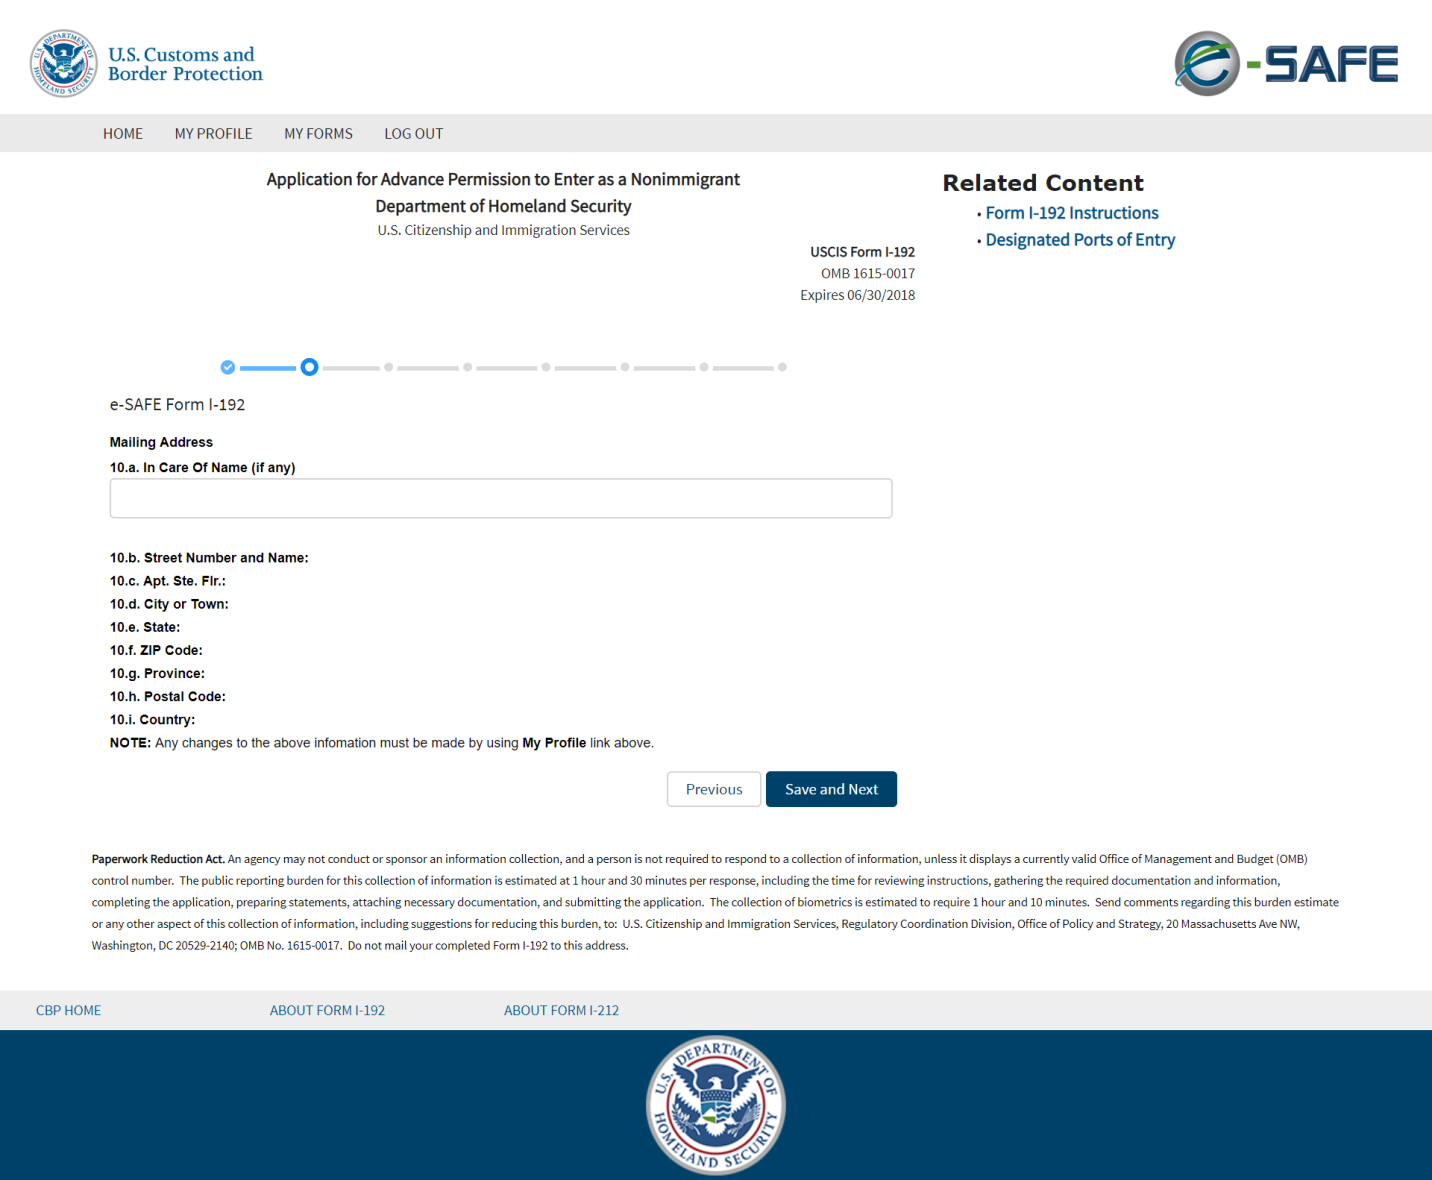 U.S. Customs and
Border Protection
U.S. DEPARTMENT OF HOMELAND SECURITY
e-SAFE
HOME MY PROFILE MY FORMS LOG OUT
Application for Advance Permission to Enter as a Nonimmigrant
Department of Homeland Security
U.S. Citizenship and Immigration Services
USCIS Form I-192
OMB 1615-0017
Expires 06/30/2018
Related Content
• Form I-192 Instructions
• Designated Ports of Entry
e-SAFE Form I-192
Mailing Address
10.a. In Care Of Name (if any)
10.b. Street Number and Name:
10.c. Apt. Ste. Flr.:
10.d. City or Town:
10.e. State:
10.f. ZIP Code:
10.g. Province:
10.h. Postal Code:
10.i. Country:
NOTE: Any changes to the above infomation must be made by using My Profile link above.
Previous Save and Next
Paperwork Reduction Act. An agency may not conduct or sponsor an information collection, and a person is not required to respond to a collection of information, unless it displays a currently valid Office of Management and Budget (OMB)
control number. The public reporting burden for this collection of information is estimated at 1 hour and 30 minutes per response, including the time for reviewing instructions, gathering the required documentation and information,
completing the application, preparing statements, attaching necessary documentation, and submitting the application. The collection of biometrics is estimated to require 1 hour and 10 minutes. Send comments regarding this burden estimate
or any other aspect of this collection of information, including suggestions for reducing this burden, to: U.S. Citizenship and Immigration Services, Regulatory Coordination Division, Office of Policy and Strategy, 20 Massachusetts Ave NW,
Washington, DC 20529-2140; OMB No. 1615-0017. Do not mail your completed Form I-192 to this address.
CBP HOME ABOUT FORM I-192 ABOUT FORM I-212
U.S. DEPARTMENT OF HOMELAND SECURITY